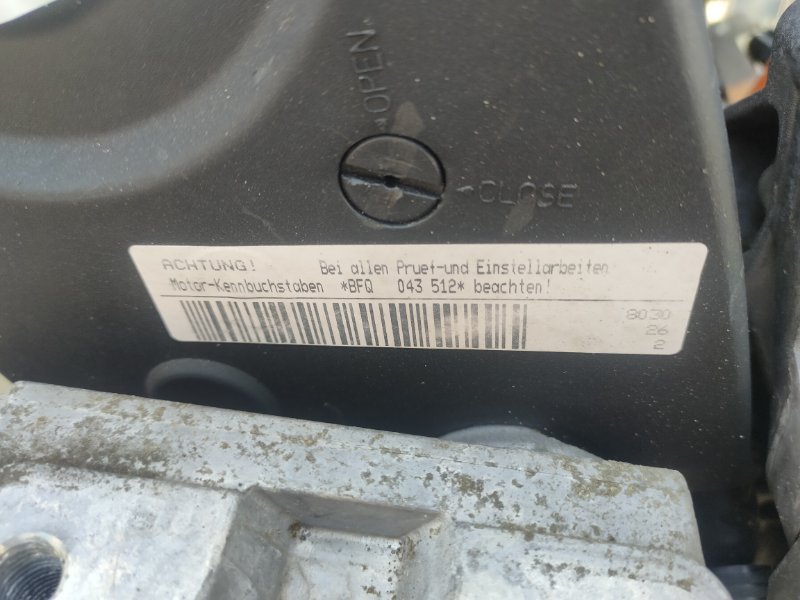 OPEN
CLOSE
ACHTUNG! Bei allen Pruef-und Einstellarbeiten
Motor-Kennbuchstaben *BFQ 043 512* beachten!
8030
26
2